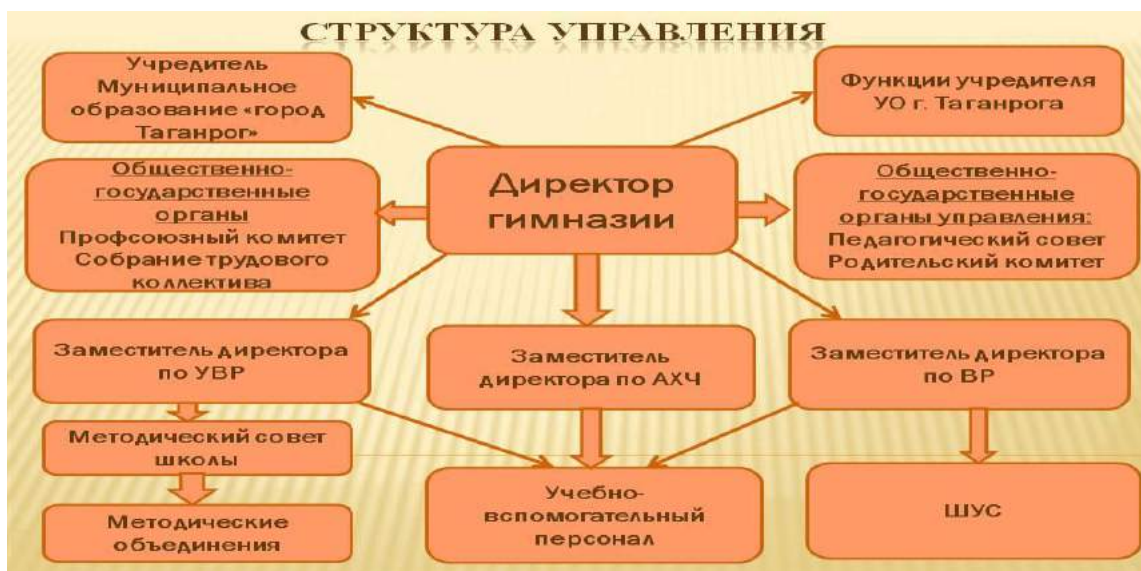 СТРУКТУРА УПРАВЛЕНИЯ
Учредитель
Муниципальное
образование «город
Таганрог»
Функции учредителя
УО г. Таганрога
Директор
гимназии
Общественно-
государственные
органы
Профсоюзный комитет
Собрание трудового
коллектива
Общественно-
государственные
органы управления:
Педагогический совет
Родительский комитет
Заместитель директора
по УВР
Заместитель
директора по АХЧ
Заместитель директора
по ВР
Методический совет
школы
Методические
объединения
Учебно-
вспомогательный
персонал
ШУС